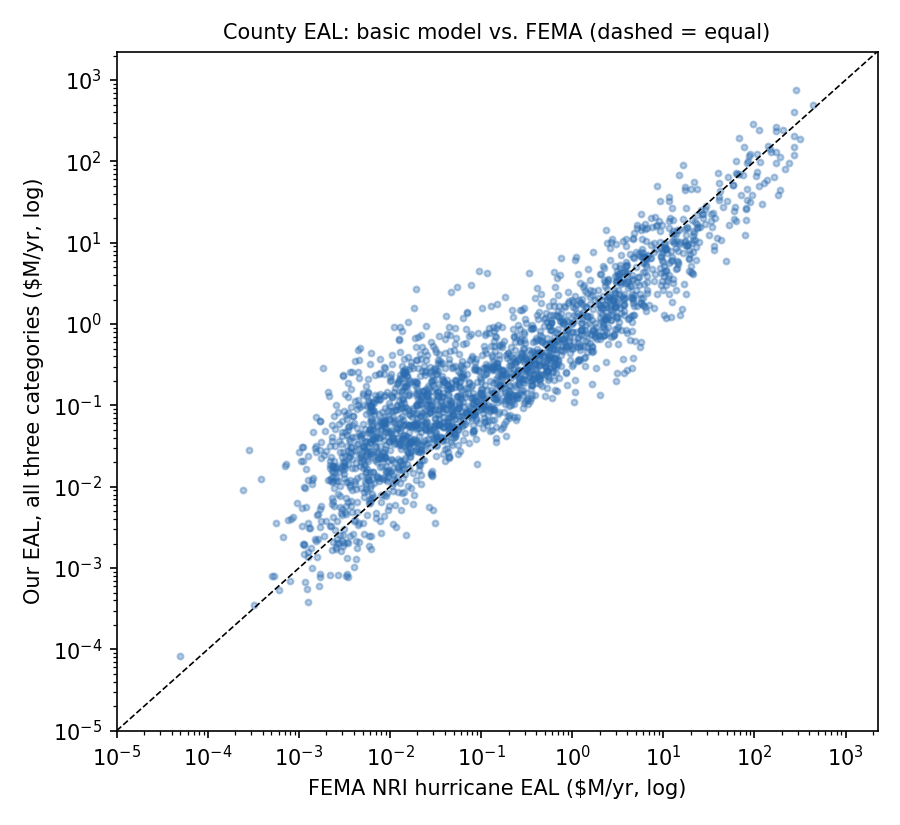 County EAL: basic model vs. FEMA (dashed = equal)
Our EAL, all three categories ($M/yr, log)
10³
10²
10¹
10⁰
10⁻¹
10⁻²
10⁻³
10⁻⁴
10⁻⁵
10⁻⁵ 10⁻⁴ 10⁻³ 10⁻² 10⁻¹ 10⁰ 10¹ 10² 10³
FEMA NRI hurricane EAL ($M/yr, log)